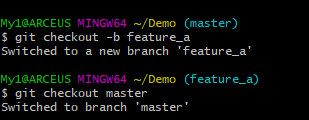 My1@ARCEUS MINGW64 ~/Demo (master)
$ git checkout -b feature_a
Switched to a new branch 'feature_a'
My1@ARCEUS MINGW64 ~/Demo (feature_a)
$ git checkout master
Switched to branch 'master'